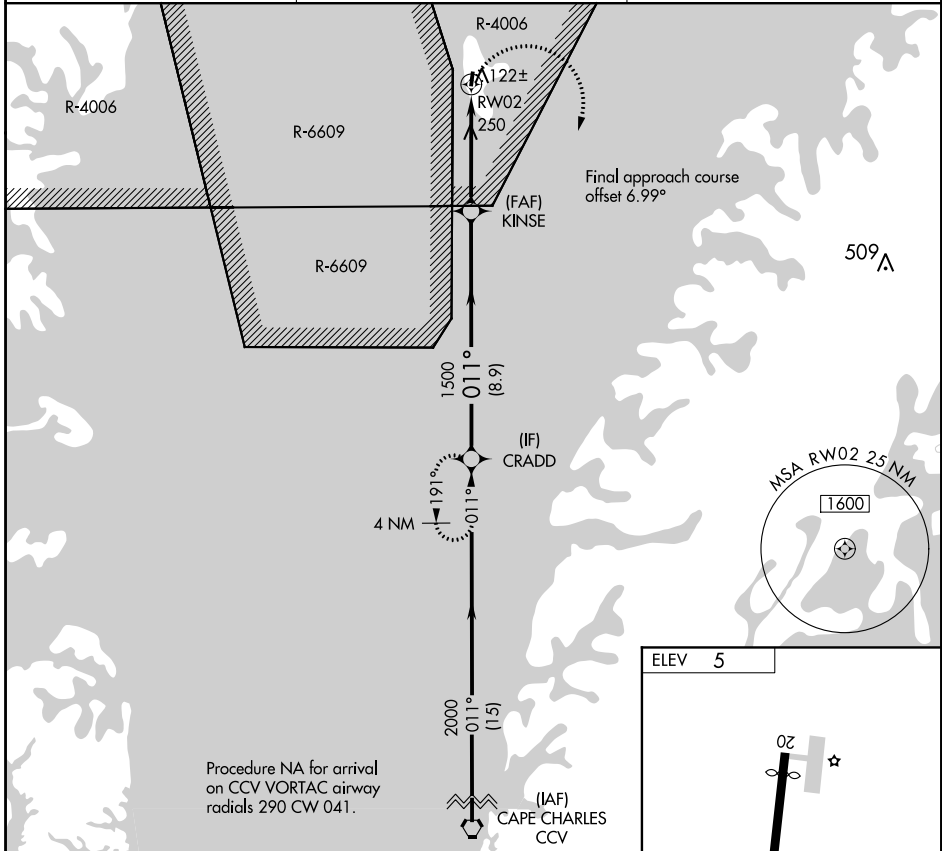 R-4006
R-4006
122±
RW02
250
R-6609
Final approach course
offset 6.99°
(FAF)
KINSE
509
R-6609
1500
011°
(8.9)
(IF)
CRADD
MSA RW02 25 NM
1600
191°
011°
4 NM
ELEV 5
2000
011°
(15)
20
Procedure NA for arrival
on CCV VORTAC airway
radials 290 CW 041.
(IAF)
CAPE CHARLES
CCV